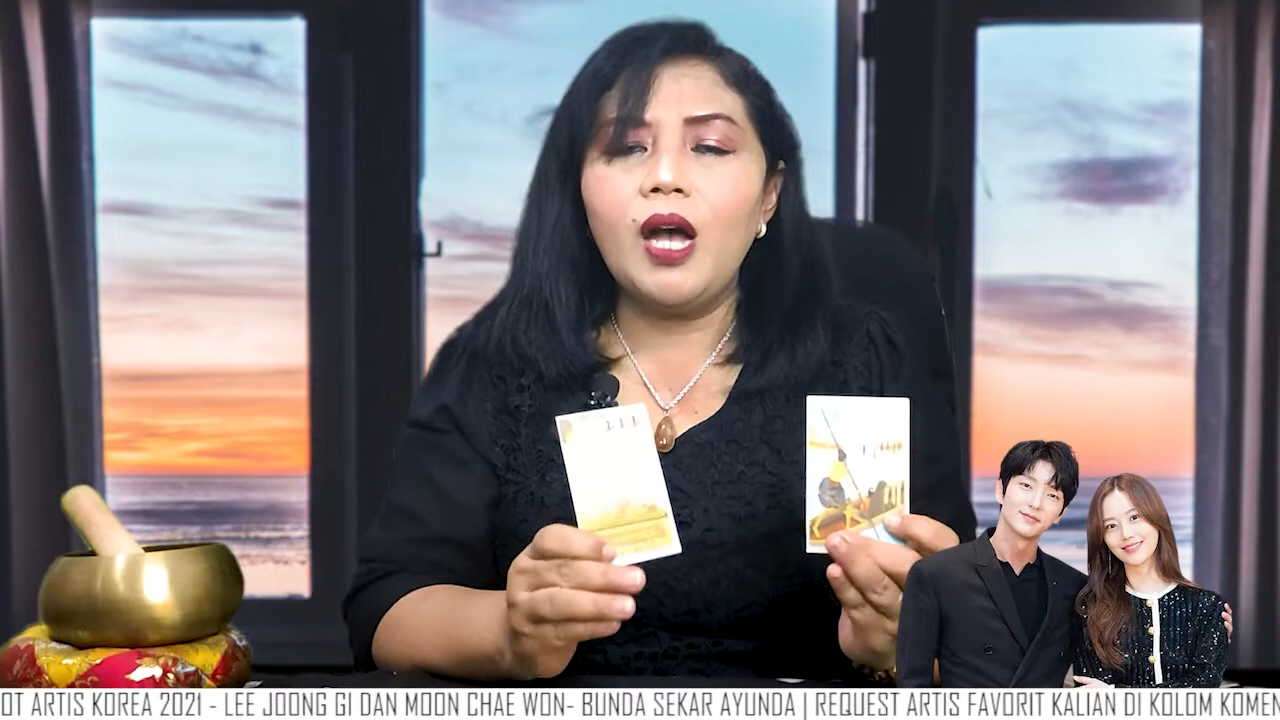 OT ARTIS KOREA 2021 - LEE JOONG GI DAN MOON CHAE WON- BUNDA SEKAR AYUNDA | REQUEST ARTIS FAVORIT KALIAN DI KOLOM KOMEN